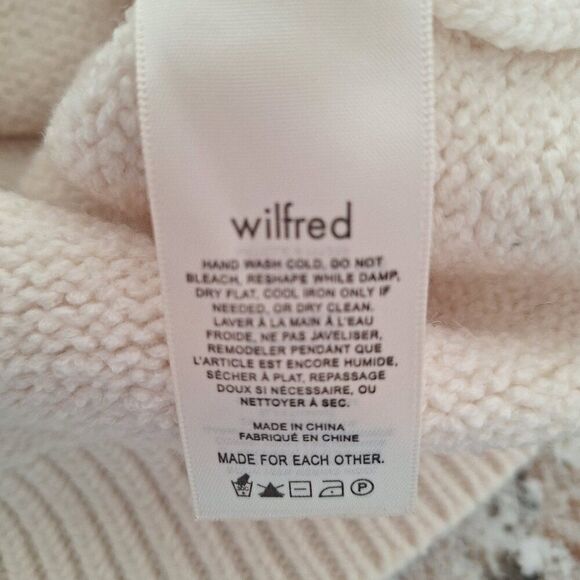 wilfred
HAND WASH COLD, DO NOT
BLEACH, RESHAPE WHILE DAMP,
DRY FLAT, COOL IRON ONLY IF
NEEDED, OR DRY CLEAN.
LAVER À LA MAIN À L'EAU
FROIDE, NE PAS JAVELISER,
REMODELER PENDANT QUE
L'ARTICLE EST ENCORE HUMIDE,
SÉCHER À PLAT, REPASSAGE
DOUX SI NÉCESSAIRE, OU
NETTOYER À SEC.
MADE IN CHINA
FABRIQUÉ EN CHINE
MADE FOR EACH OTHER.
P